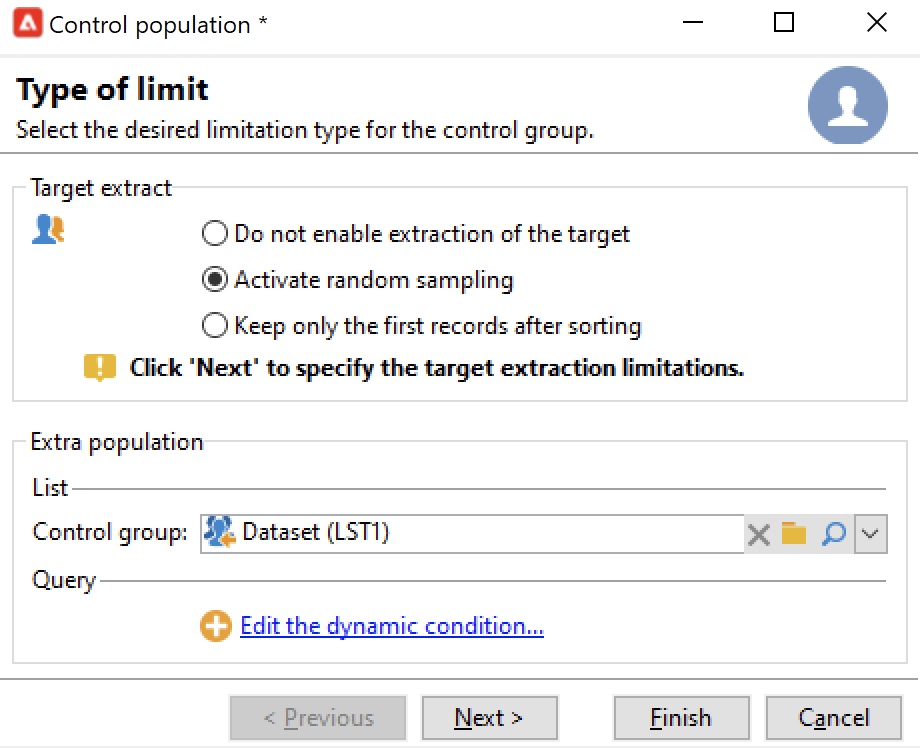 Control population *
Type of limit
Select the desired limitation type for the control group.
Target extract
Do not enable extraction of the target
Activate random sampling
Keep only the first records after sorting
Click 'Next' to specify the target extraction limitations.
Extra population
List
Control group: Dataset (LST1)
Query
Edit the dynamic condition...
< Previous Next > Finish Cancel